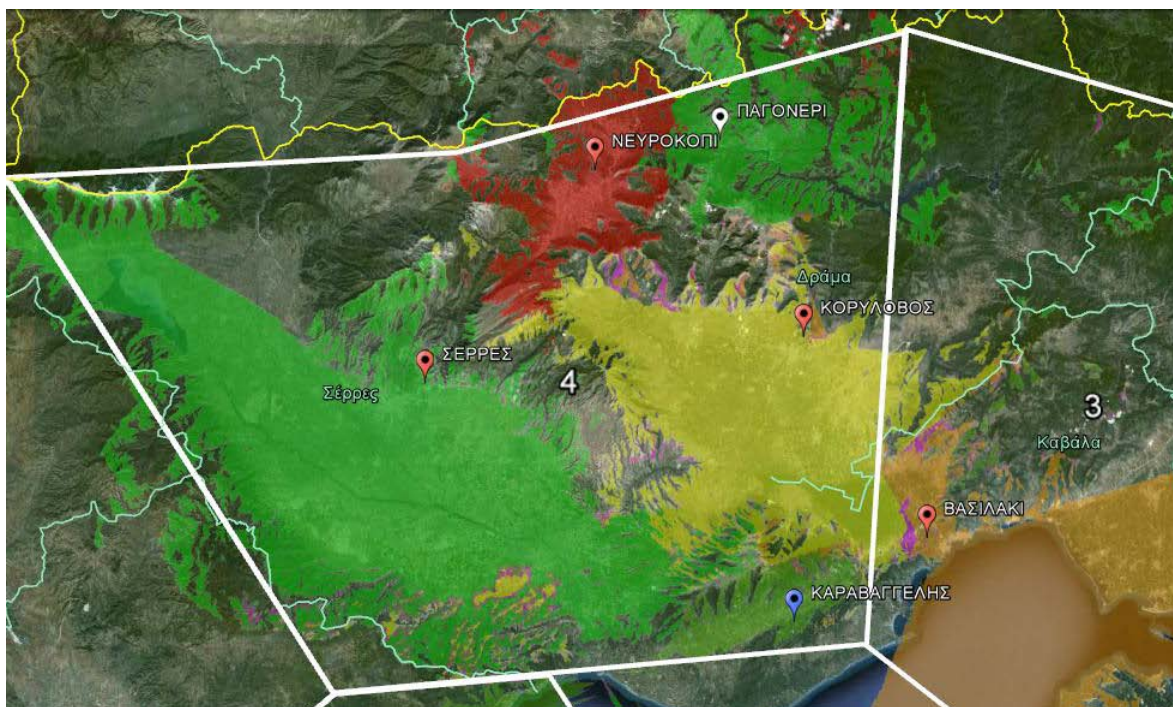 ΠΑΓΟΝΕΡΙ
ΝΕΥΡΟΚΟΠΙ
Δράμα
ΚΟΡΥΛΟΒΟΣ
ΣΕΡΡΕΣ
4
Σέρρες
3
Καβάλα
ΒΑΣΙΛΑΚΙ
ΚΑΡΑΒΑΓΓΕΛΗΣ